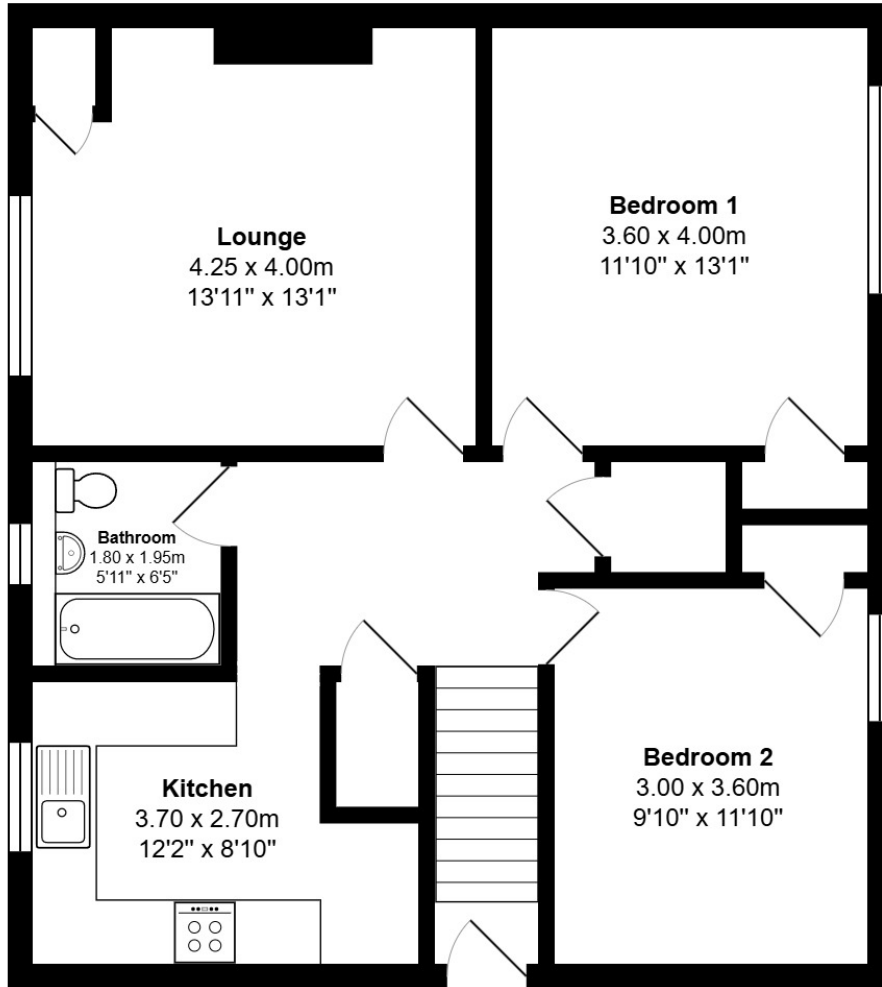 Lounge
4.25 x 4.00m
13'11" x 13'1"
Bedroom 1
3.60 x 4.00m
11'10" x 13'1"
Bathroom
1.80 x 1.95m
5'11" x 6'5"
Kitchen
3.70 x 2.70m
12'2" x 8'10"
Bedroom 2
3.00 x 3.60m
9'10" x 11'10"